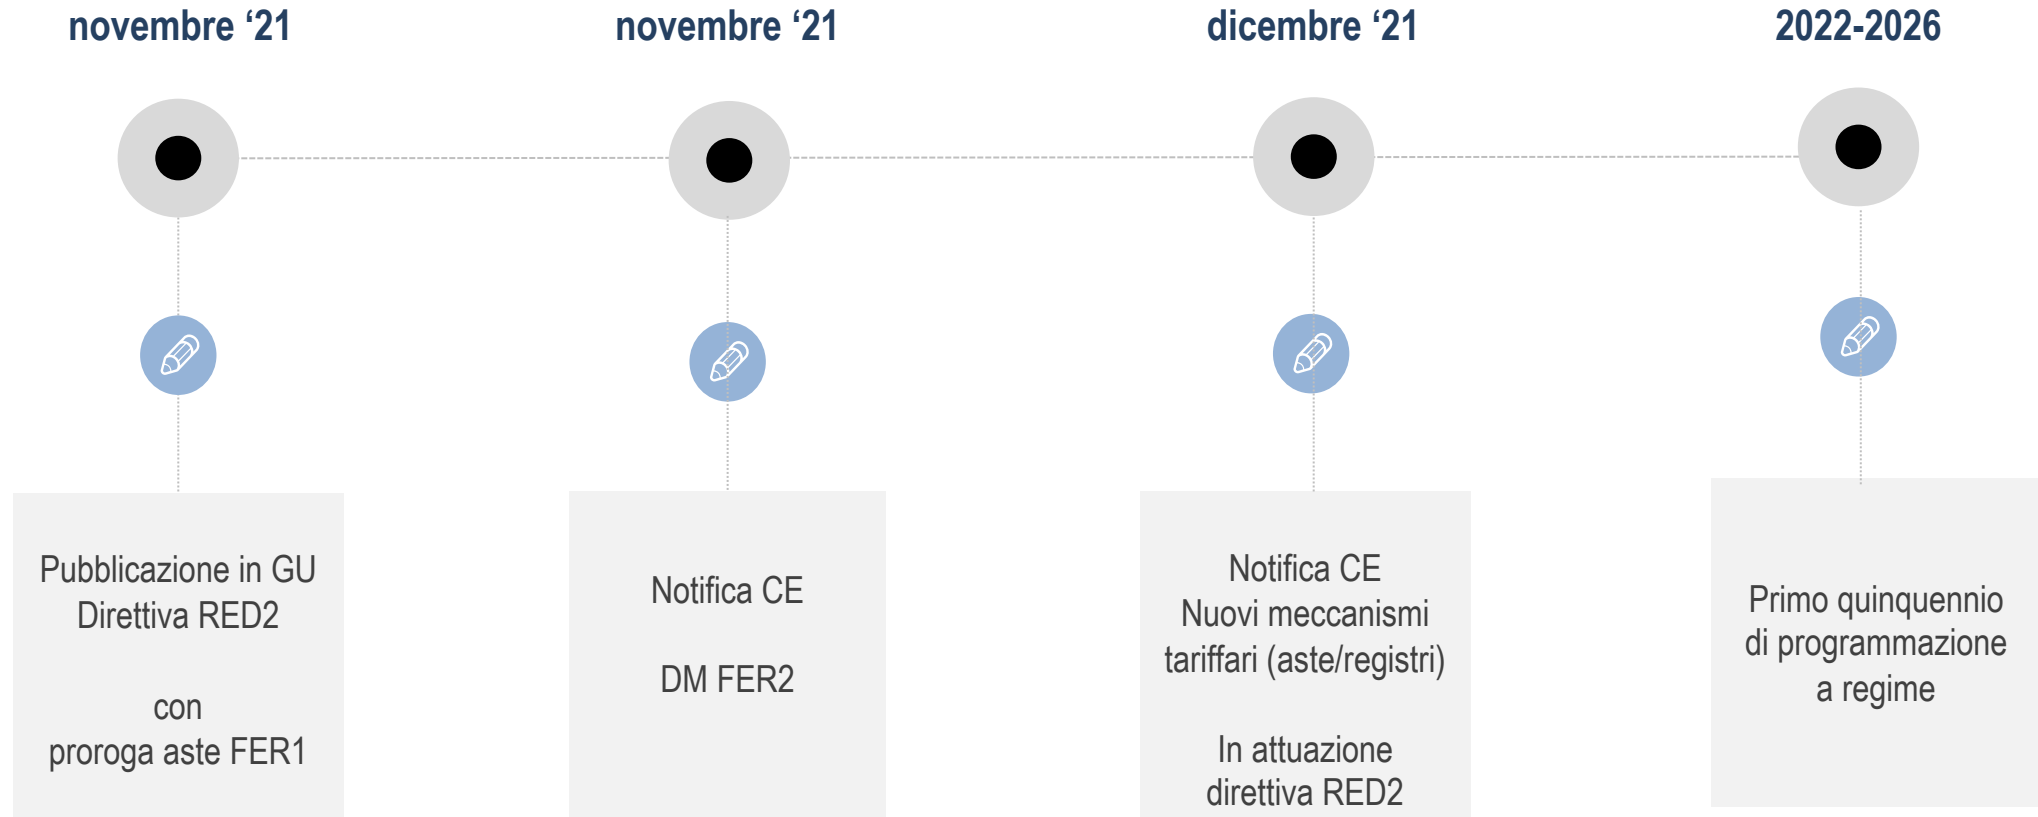 novembre ‘21
novembre ‘21
dicembre ‘21
2022-2026
Pubblicazione in GU
Direttiva RED2
con
proroga aste FER1
Notifica CE
DM FER2
Notifica CE
Nuovi meccanismi
tariffari (aste/registri)
In attuazione
direttiva RED2
Primo quinquennio
di programmazione
a regime